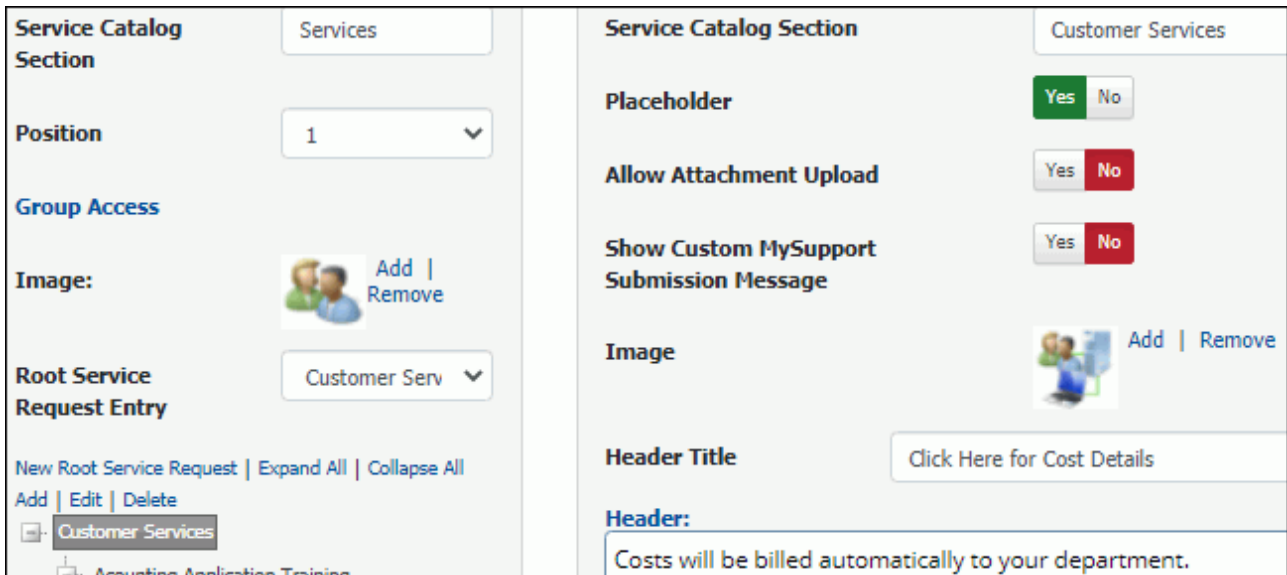 Service Catalog
Section
Services
Position
1
Group Access
Image:
Add |
Remove
Root Service
Request Entry
Customer Serv
New Root Service Request | Expand All | Collapse All
Add | Edit | Delete
Customer Services
Acounting Application Training
Service Catalog Section
Customer Services
Placeholder
Yes No
Allow Attachment Upload
Yes No
Show Custom MySupport
Submission Message
Yes No
Image
Add | Remove
Header Title
Click Here for Cost Details
Header:
Costs will be billed automatically to your department.